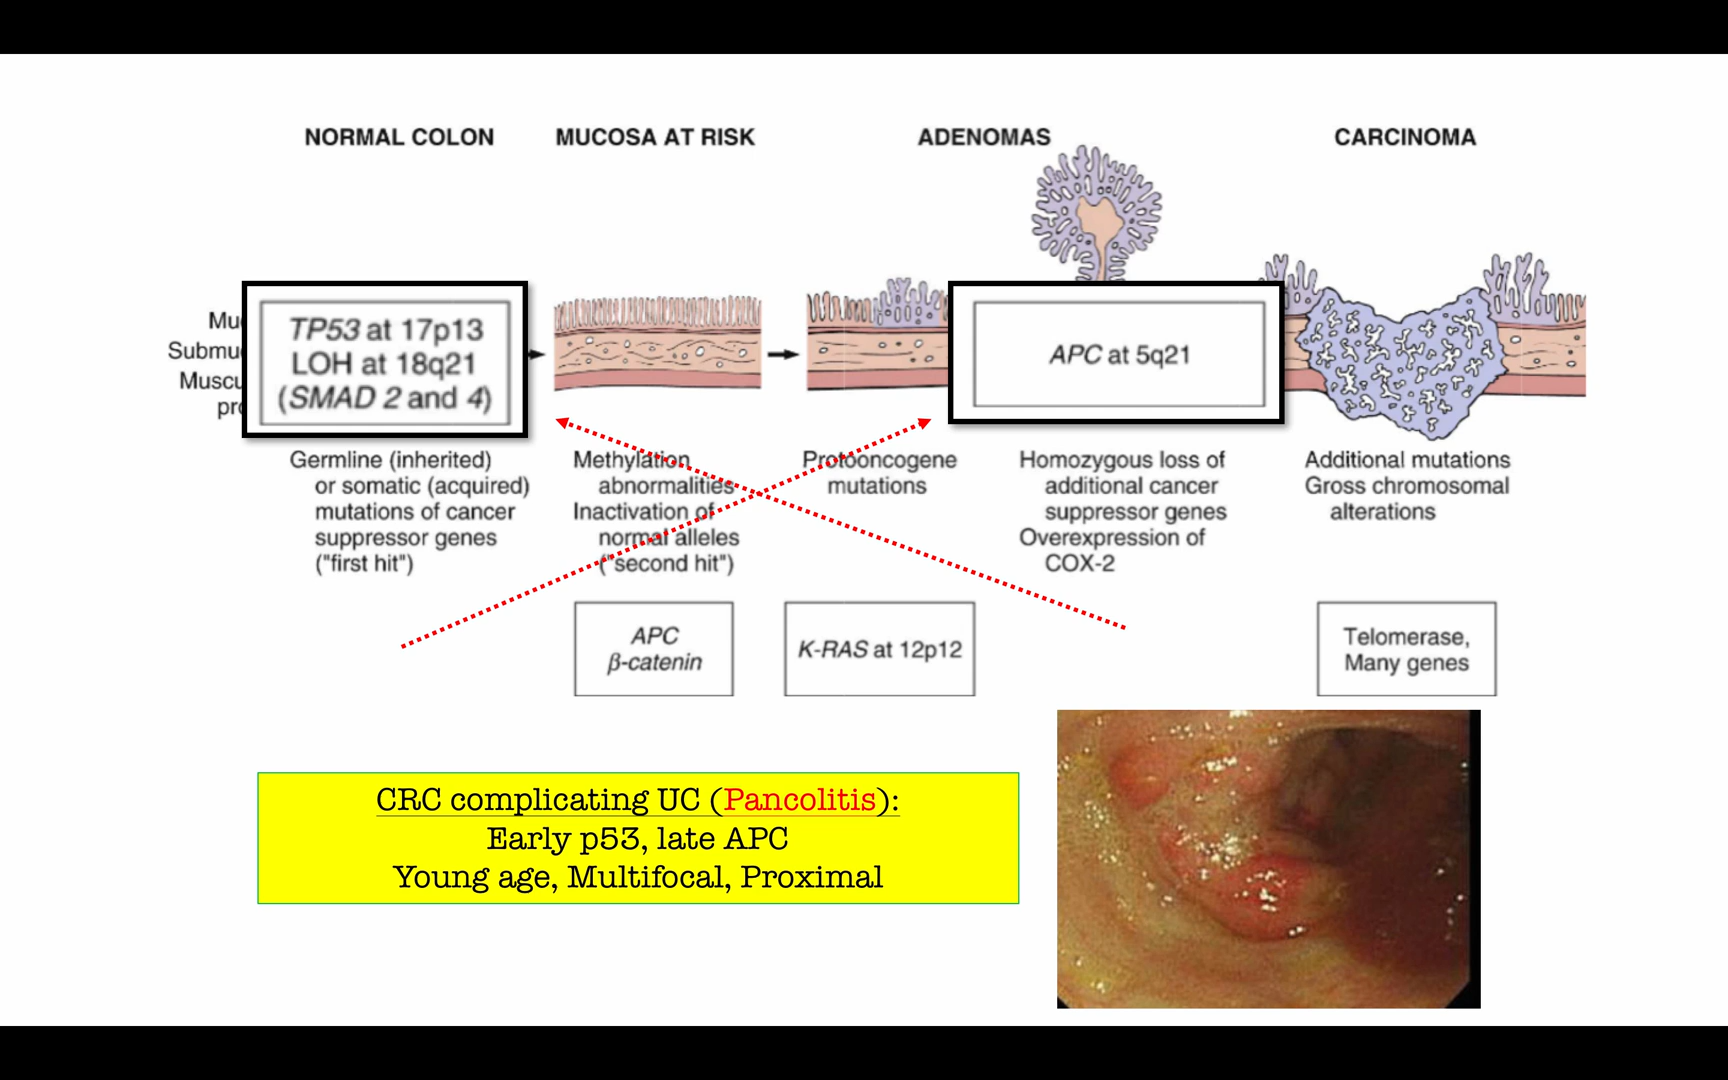 NORMAL COLON
MUCOSA AT RISK
ADENOMAS
CARCINOMA
TP53 at 17p13
LOH at 18q21
(SMAD 2 and 4)
APC at 5q21
Germline (inherited)
or somatic (acquired)
mutations of cancer
suppressor genes
("first hit")
Methylation
abnormalities
Inactivation of
normal alleles
("second hit")
Protooncogene
mutations
Homozygous loss of
additional cancer
suppressor genes
Overexpression of
COX-2
Additional mutations
Gross chromosomal
alterations
APC
β-catenin
K-RAS at 12p12
Telomerase,
Many genes
CRC complicating UC (Pancolitis):
Early p53, late APC
Young age, Multifocal, Proximal